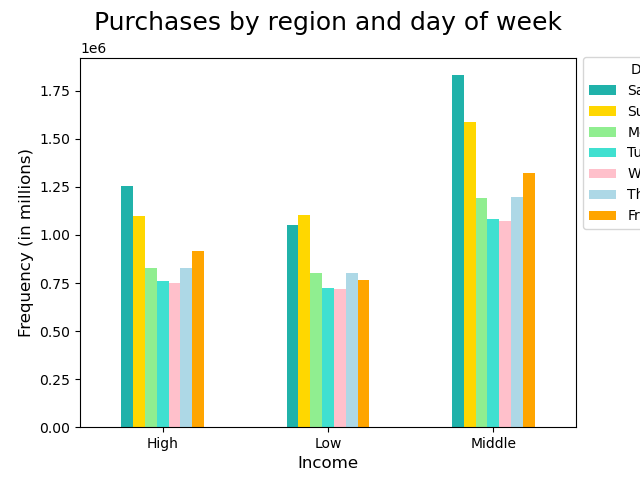 Purchases by region and day of week
1e6
1.75
1.50
1.25
1.00
0.75
0.50
0.25
0.00
Frequency (in millions)
High
Low
Middle
Income
D
Sa
Su
M
Tu
W
Th
Fr